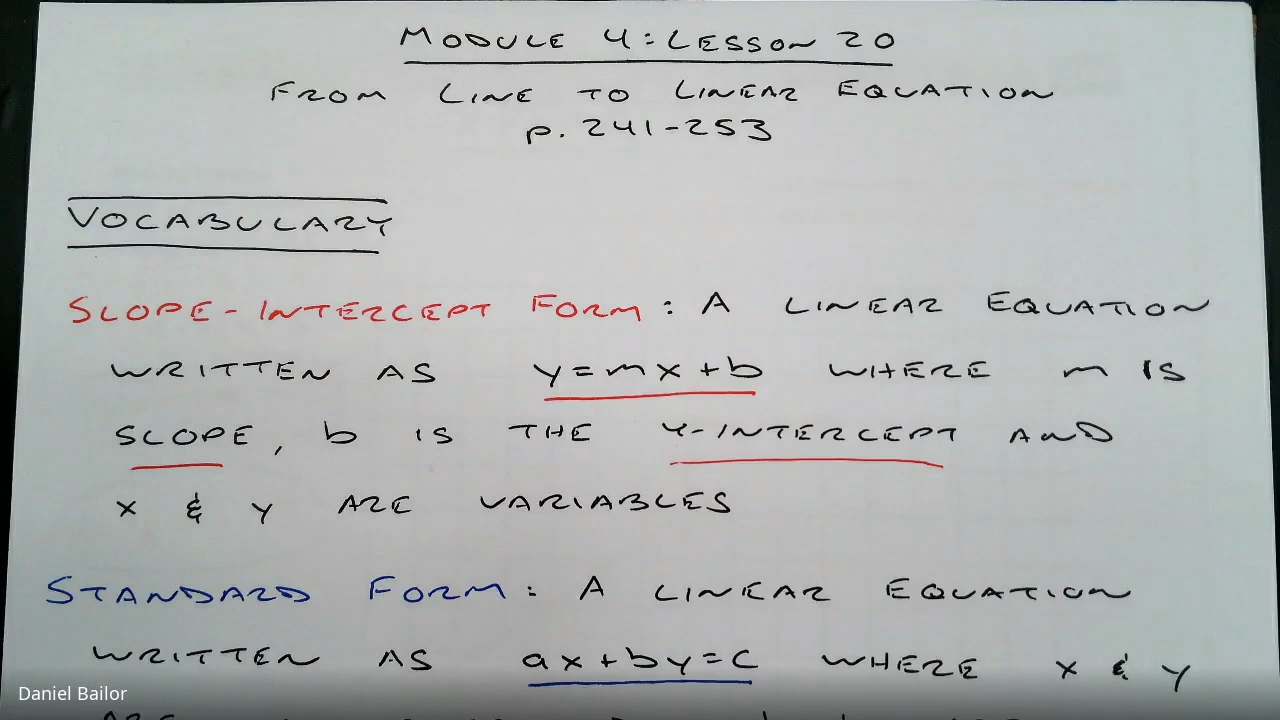 MODULE 4: LESSON 20
FROM LINE TO LINEAR EQUATION
p. 241-253
VOCABULARY
SLOPE-INTERCEPT FORM: A LINEAR EQUATION
WRITTEN AS y=mx+b WHERE m IS
SLOPE, b IS THE Y-INTERCEPT AND
x & y ARE VARIABLES
STANDARD FORM: A LINEAR EQUATION
WRITTEN AS ax+by=c WHERE x & y
Daniel Bailor
ARE